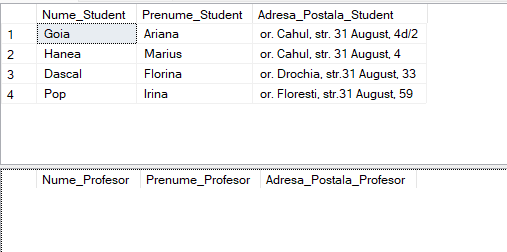 Nume_Student Prenume_Student Adresa_Postala_Student
1 Goia Ariana or. Cahul, str. 31 August, 4d/2
2 Hanea Marius or. Cahul, str. 31 August, 4
3 Dascal Florina or. Drochia, str.31 August, 33
4 Pop Irina or. Floresti, str.31 August, 59
Nume_Profesor Prenume_Profesor Adresa_Postala_Profesor